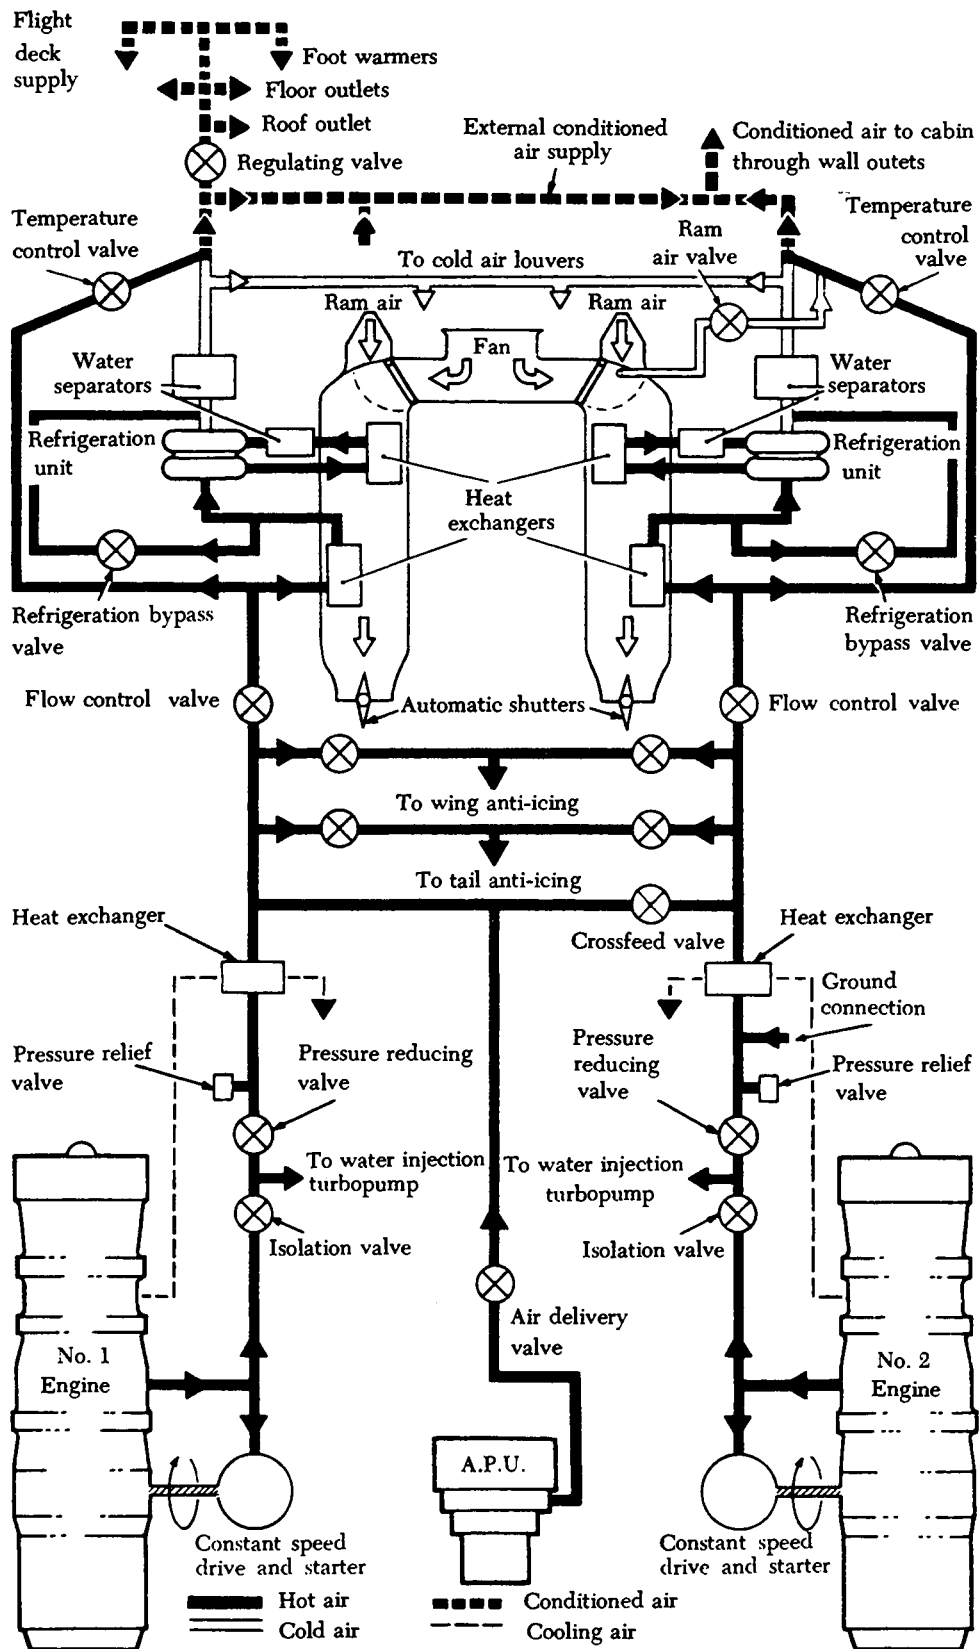 Flight
deck
supply
Foot warmers
Floor outlets
Roof outlet
Regulating valve
External conditioned
air supply
Conditioned air to cabin
through wall outets
Temperature
control valve
Ram
air valve
Temperature
control
valve
To cold air louvers
Ram air
Ram air
Fan
Water
separators
Water
separators
Refrigeration
unit
Refrigeration
unit
Heat
exchangers
Refrigeration bypass
valve
Refrigeration
bypass valve
Flow control valve
Automatic shutters
Flow control valve
To wing anti-icing
To tail anti-icing
Heat exchanger
Crossfeed valve
Heat exchanger
Ground
connection
Pressure relief
valve
Pressure reducing
valve
Pressure
reducing
valve
Pressure relief
valve
To water injection
turbopump
To water injection
turbopump
Isolation valve
Isolation valve
Air delivery
valve
No. 1
Engine
No. 2
Engine
A.P.U.
Constant speed
drive and starter
Constant speed
drive and starter
Hot air
Cold air
Conditioned air
Cooling air